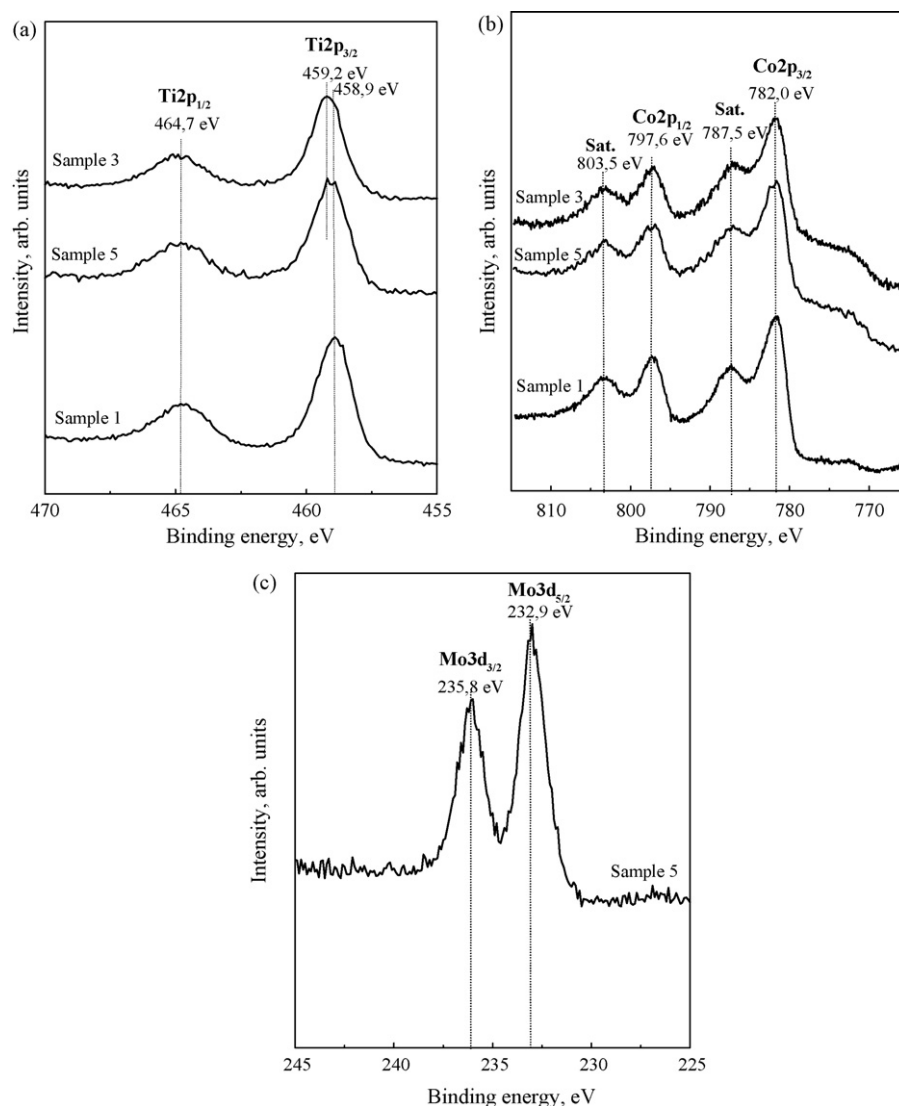 (a)
Ti2p3/2
459,2 eV
458,9 eV
Ti2p1/2
464,7 eV
Sample 3
Sample 5
Sample 1
Intensity, arb. units
470 465 460 455
Binding energy, eV
(b)
Co2p3/2
782,0 eV
Sat.
787,5 eV
Co2p1/2
797,6 eV
Sat.
803,5 eV
Sample 3
Sample 5
Sample 1
Intensity, arb. units
810 800 790 780 770
Binding energy, eV
(c)
Mo3d5/2
232,9 eV
Mo3d3/2
235,8 eV
Sample 5
Intensity, arb. units
245 240 235 230 225
Binding energy, eV